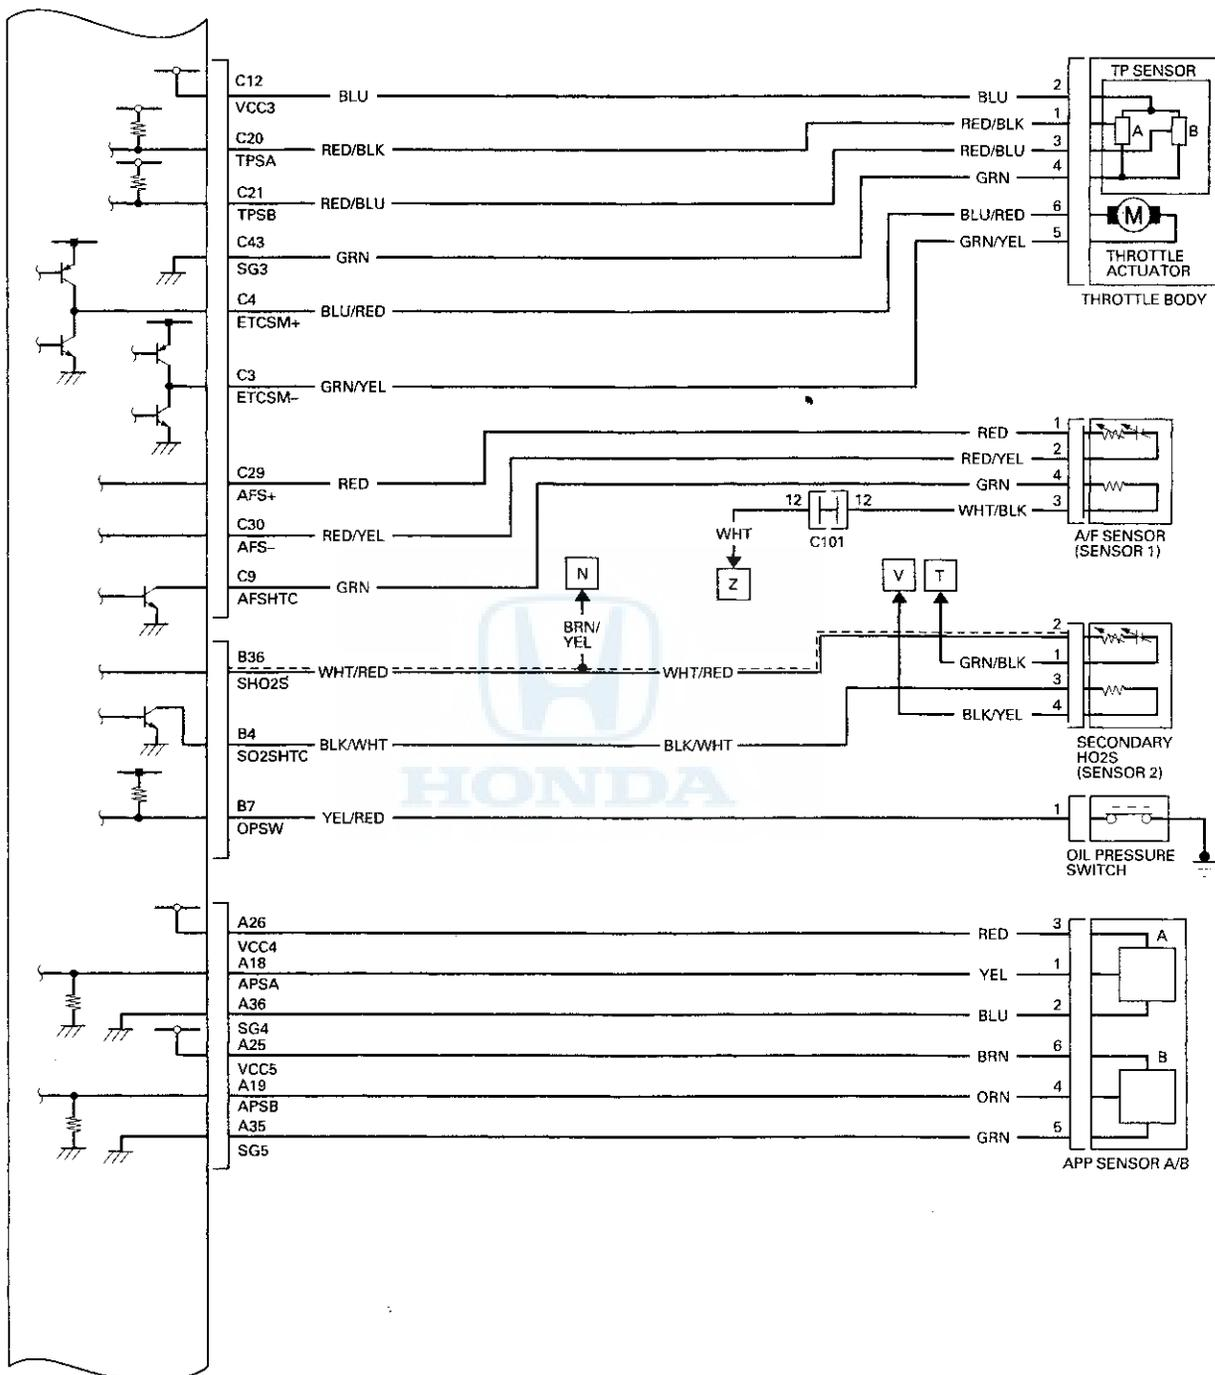 C12
VCC3
BLU
BLU
2
TP SENSOR
RED/BLK
1
A
B
C20
TPSA
RED/BLK
RED/BLU
3
GRN
4
C21
TPSB
RED/BLU
BLU/RED
6
M
C43
SG3
GRN
GRN/YEL
5
THROTTLE
ACTUATOR
THROTTLE BODY
C4
ETCSM+
BLU/RED
C3
ETCSM–
GRN/YEL
RED
1
RED/YEL
2
C29
AFS+
RED
GRN
4
12
12
WHT/BLK
3
C101
WHT
Z
A/F SENSOR
(SENSOR 1)
C30
AFS–
RED/YEL
C9
AFSHTC
GRN
N
BRN/
YEL
V
T
2
GRN/BLK
1
3
BLK/YEL
4
B36
SHO2S
WHT/RED
WHT/RED
B4
SO2SHTC
BLK/WHT
BLK/WHT
SECONDARY
HO2S
(SENSOR 2)
HONDA
B7
OPSW
YEL/RED
1
OIL PRESSURE
SWITCH
A26
VCC4
RED
3
A
A18
APSA
YEL
1
A36
SG4
BLU
2
A25
VCC5
BRN
6
B
A19
APSB
ORN
4
A35
SG5
GRN
5
APP SENSOR A/B